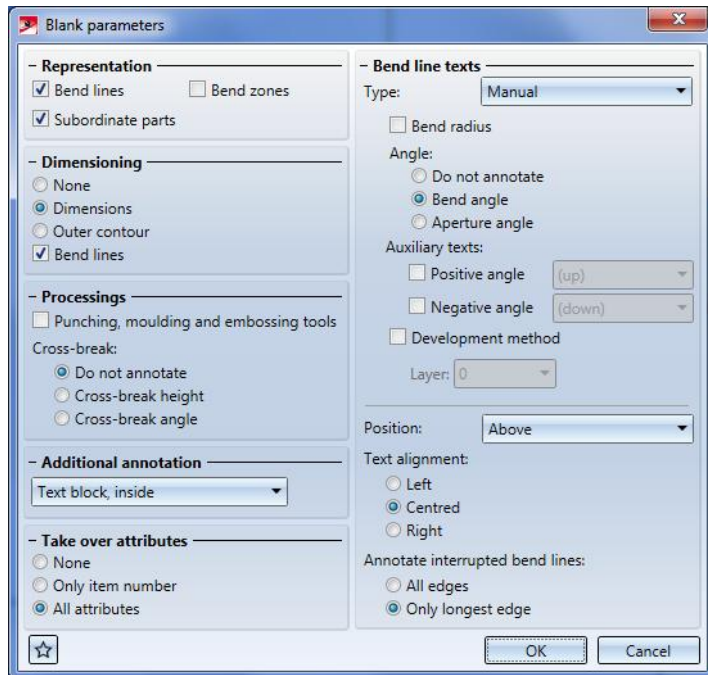 Blank parameters
Representation
Bend lines
Bend zones
Subordinate parts
Dimensioning
None
Dimensions
Outer contour
Bend lines
Processings
Punching, moulding and embossing tools
Cross-break:
Do not annotate
Cross-break height
Cross-break angle
Additional annotation
Text block, inside
Take over attributes
None
Only item number
All attributes
Bend line texts
Type: Manual
Bend radius
Angle:
Do not annotate
Bend angle
Aperture angle
Auxiliary texts:
Positive angle (up)
Negative angle (down)
Development method
Layer: 0
Position: Above
Text alignment:
Left
Centred
Right
Annotate interrupted bend lines:
All edges
Only longest edge
OK
Cancel